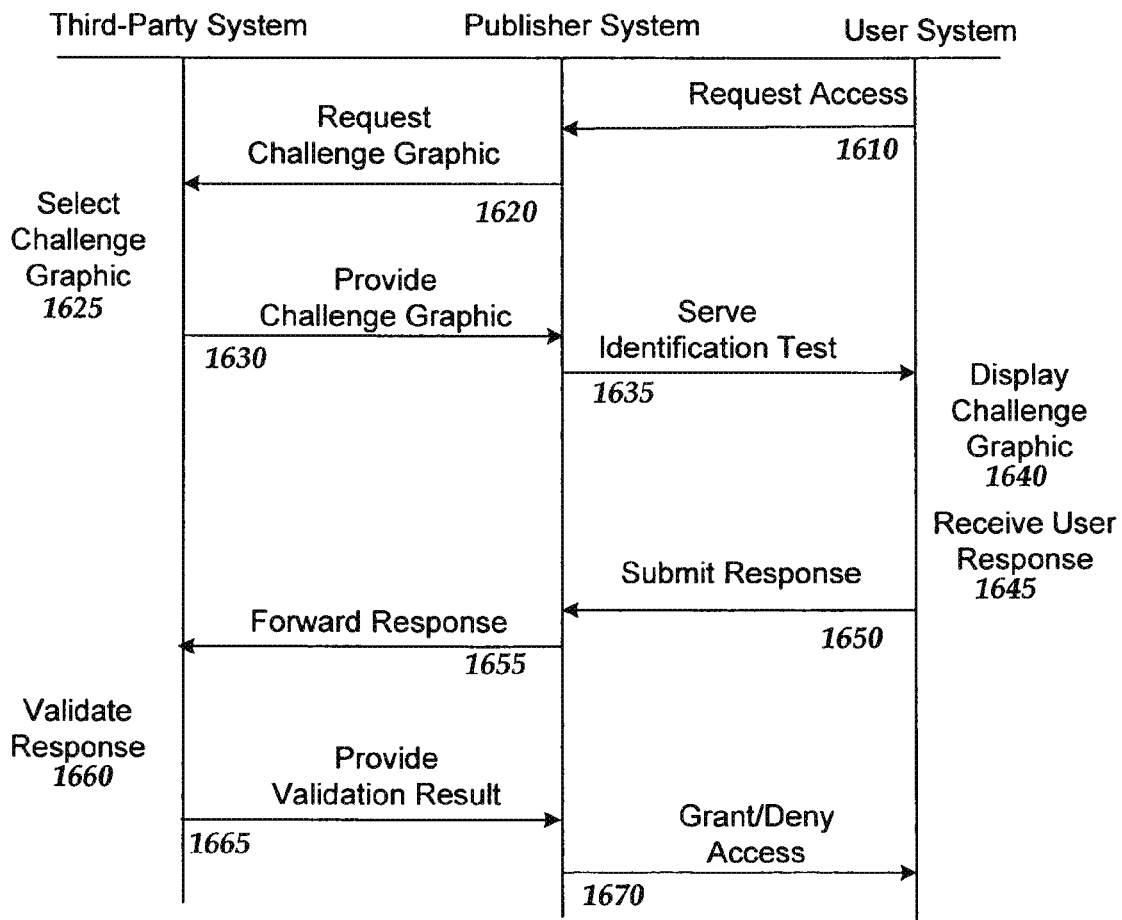 Third-Party System
Publisher System
User System
Request Access
1610
Request
Challenge Graphic
1620
Select
Challenge
Graphic
1625
Provide
Challenge Graphic
1630
Serve
Identification Test
1635
Display
Challenge
Graphic
1640
Receive User
Response
1645
Submit Response
1650
Forward Response
1655
Validate
Response
1660
Provide
Validation Result
1665
Grant/Deny
Access
1670